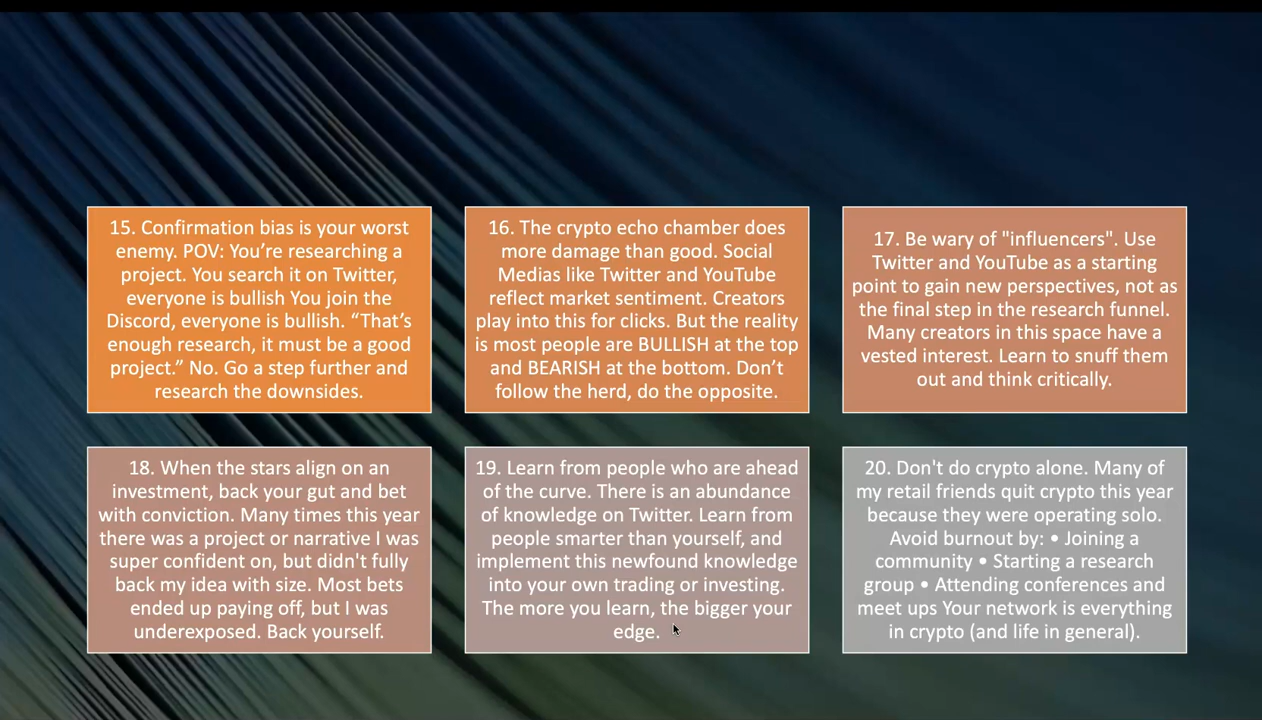 15. Confirmation bias is your worst
enemy. POV: You’re researching a
project. You search it on Twitter,
everyone is bullish You join the
Discord, everyone is bullish. “That’s
enough research, it must be a good
project.” No. Go a step further and
research the downsides.
16. The crypto echo chamber does
more damage than good. Social
Medias like Twitter and YouTube
reflect market sentiment. Creators
play into this for clicks. But the reality
is most people are BULLISH at the top
and BEARISH at the bottom. Don’t
follow the herd, do the opposite.
17. Be wary of "influencers". Use
Twitter and YouTube as a starting
point to gain new perspectives, not as
the final step in the research funnel.
Many creators in this space have a
vested interest. Learn to snuff them
out and think critically.
18. When the stars align on an
investment, back your gut and bet
with conviction. Many times this year
there was a project or narrative I was
super confident on, but didn't fully
back my idea with size. Most bets
ended up paying off, but I was
underexposed. Back yourself.
19. Learn from people who are ahead
of the curve. There is an abundance
of knowledge on Twitter. Learn from
people smarter than yourself, and
implement this newfound knowledge
into your own trading or investing.
The more you learn, the bigger your
edge.
20. Don't do crypto alone. Many of
my retail friends quit crypto this year
because they were operating solo.
Avoid burnout by: • Joining a
community • Starting a research
group • Attending conferences and
meet ups Your network is everything
in crypto (and life in general).